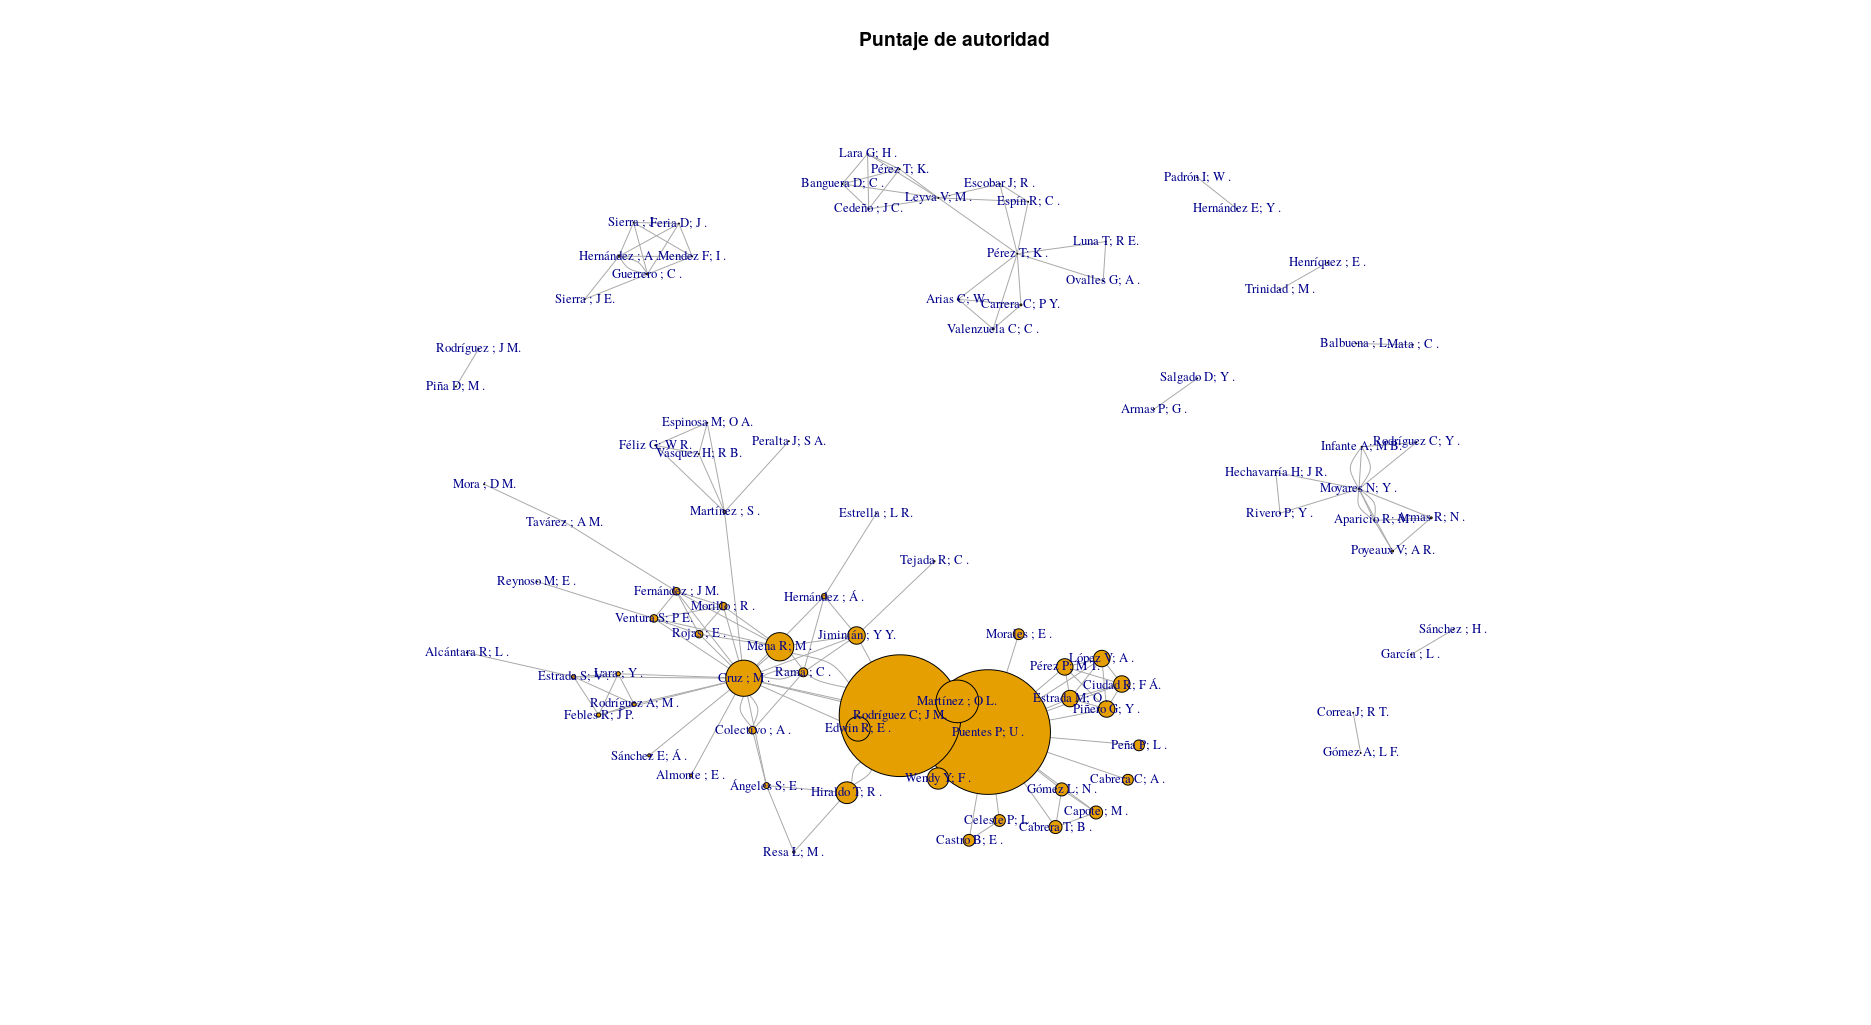 Puntaje de autoridad
Lara G; H .
Pérez T; K.
Banguera D; C .
Escobar J; R .
Leyva V; M .
Espín R; C .
Cedeño ; J C.
Padrón I; W .
Hernández E; Y .
Sierra ; J
Feria D; J .
Hernández ; A
Mendez F; I .
Guerrero ; C .
Sierra ; J E.
Luna T; R E.
Pérez T; K .
Ovalles G; A .
Arias C; W
Carrera C; P Y.
Valenzuela C; C .
Henríquez ; E .
Trinidad ; M .
Balbuena ; L
Mata ; C .
Rodríguez ; J M.
Piña D; M .
Salgado D; Y .
Armas P; G .
Espinosa M; O A.
Féliz G; W R.
Vásquez H; R B.
Peralta J; S A.
Infante A; M B.
Rodríguez C; Y .
Hechavarría H; J R.
Moyares N; Y .
Rivero P; Y .
Aparicio R; M
Armas R; N .
Poyeaux V; A R.
Mora ; D M.
Martínez ; S .
Estrella ; L R.
Tavárez ; A M.
Tejada R; C .
Reynoso M; E .
Fernández ; J M.
Hernández ; Á .
Morillo ; R .
Ventura S; P E.
Rojas ; E .
Mena R; M .
Jiminián ; Y Y.
Morales ; E .
Sánchez ; H .
García ; L .
Alcántara R; L .
Estrada S; V
Lara ; Y .
Cruz ; M .
Rama ; C .
López V; A .
Pérez P; M T.
Ciudad R; F Á.
Rodríguez A; M .
Febles R; J P.
Martínez ; O L.
Estrada M; O
Piñero G; Y .
Rodríguez C; J M.
Colectivo ; A .
Edwin R; E .
Puentes P; U .
Correa J; R T.
Gómez A; L F.
Peña P; L .
Sánchez E; Á .
Almonte ; E .
Ángeles S; E .
Hiraldo T; R .
Wendy Y; F .
Cabrera C; A .
Gómez L; N .
Capote ; M .
Celeste P; L .
Cabrera T; B .
Castro B; E .
Resa L; M .